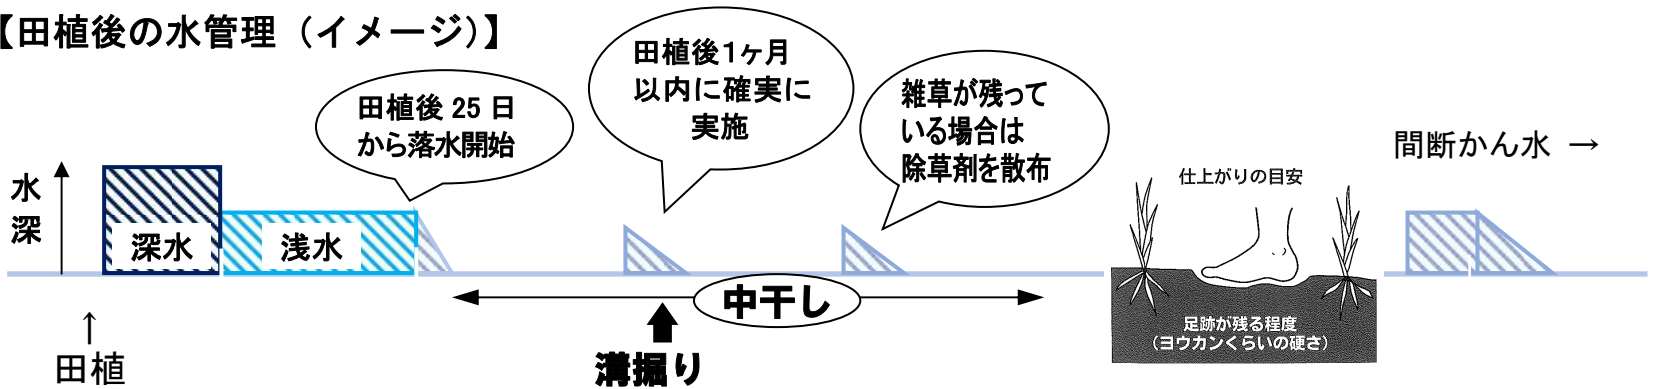 【田植後の水管理（イメージ）】
田植後 25 日
から落水開始
田植後１ヶ月
以内に確実に
実施
雑草が残って
いる場合は
除草剤を散布
間断かん水 →
水
深
深水
浅水
仕上がりの目安
中干し
足跡が残る程度
（ヨウカンくらいの硬さ）
↑
田植
溝掘り